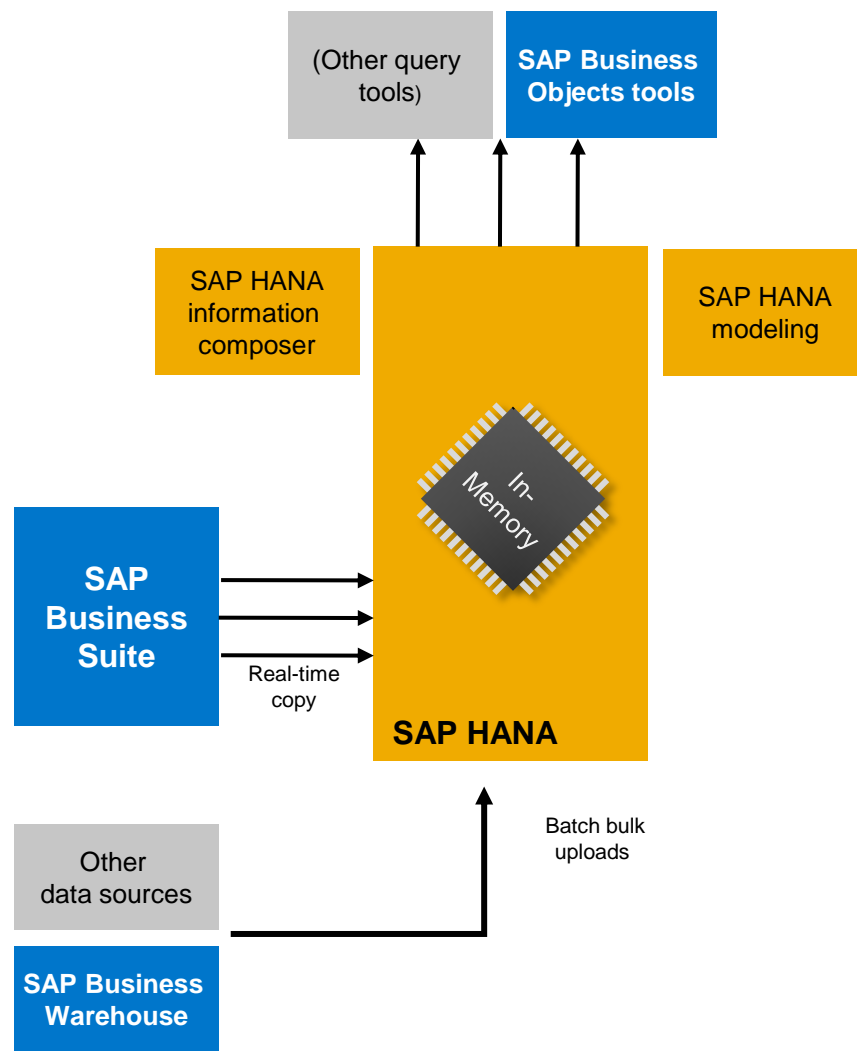 (Other query
tools)
SAP Business
Objects tools
SAP HANA
information
composer
SAP HANA
modeling
In-
Memory
SAP
Business
Suite
Real-time
copy
SAP HANA
Batch bulk
uploads
Other
data sources
SAP Business
Warehouse